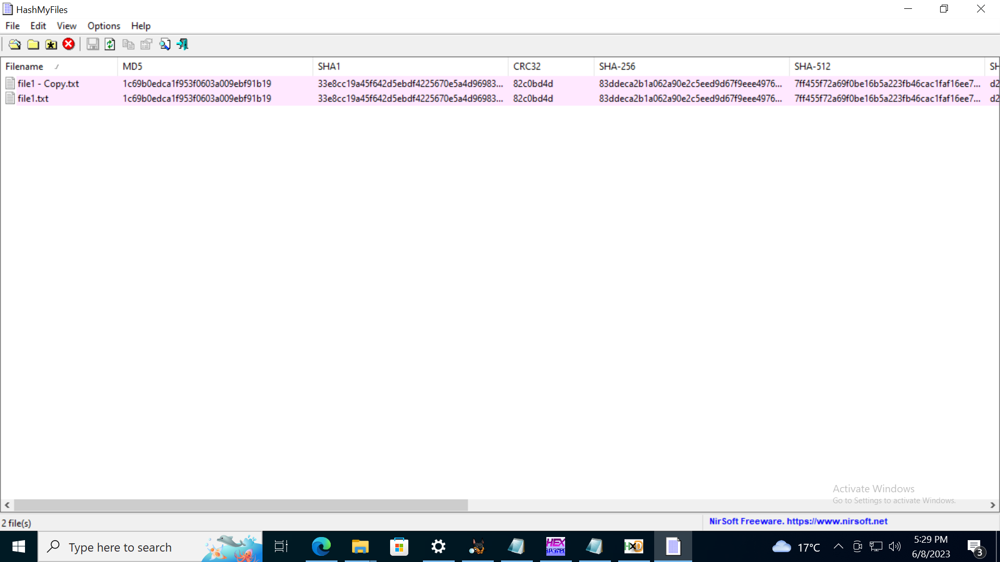 HashMyFiles
File Edit View Options Help
Filename MD5 SHA1 CRC32 SHA-256 SHA-512 SH
file1 - Copy.txt 1c69b0edca1f953f0603a009ebf91b19 33e8cc19a45f642d5ebdf4225670e5a4d96983... 82c0bd4d 83ddeca2b1a062a90e2c5eed9d67f9eee4976... 7ff455f72a69f0be16b5a223fb46cac1faf16ee7... d2
file1.txt 1c69b0edca1f953f0603a009ebf91b19 33e8cc19a45f642d5ebdf4225670e5a4d96983... 82c0bd4d 83ddeca2b1a062a90e2c5eed9d67f9eee4976... 7ff455f72a69f0be16b5a223fb46cac1faf16ee7... d2
Activate Windows
Go to Settings to activate Windows.
2 file(s)
NirSoft Freeware. https://www.nirsoft.net
Type here to search
HEX
HXD
17°C
5:29 PM
6/8/2023
3